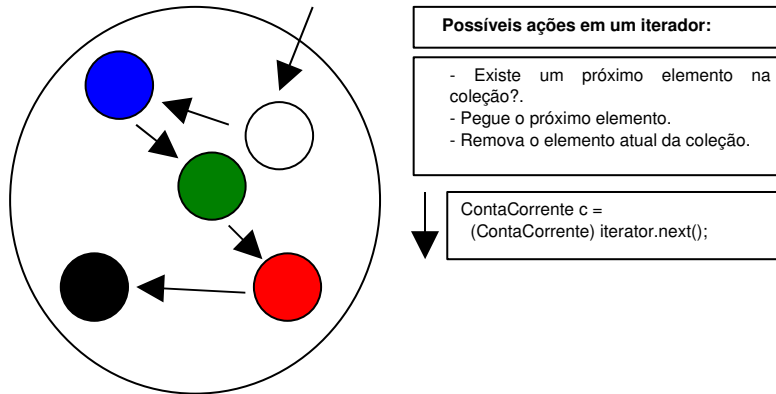 Possíveis ações em um iterador:
- Existe um próximo elemento na
coleção?.
- Pegue o próximo elemento.
- Remova o elemento atual da coleção.
ContaCorrente c =
(ContaCorrente) iterator.next();